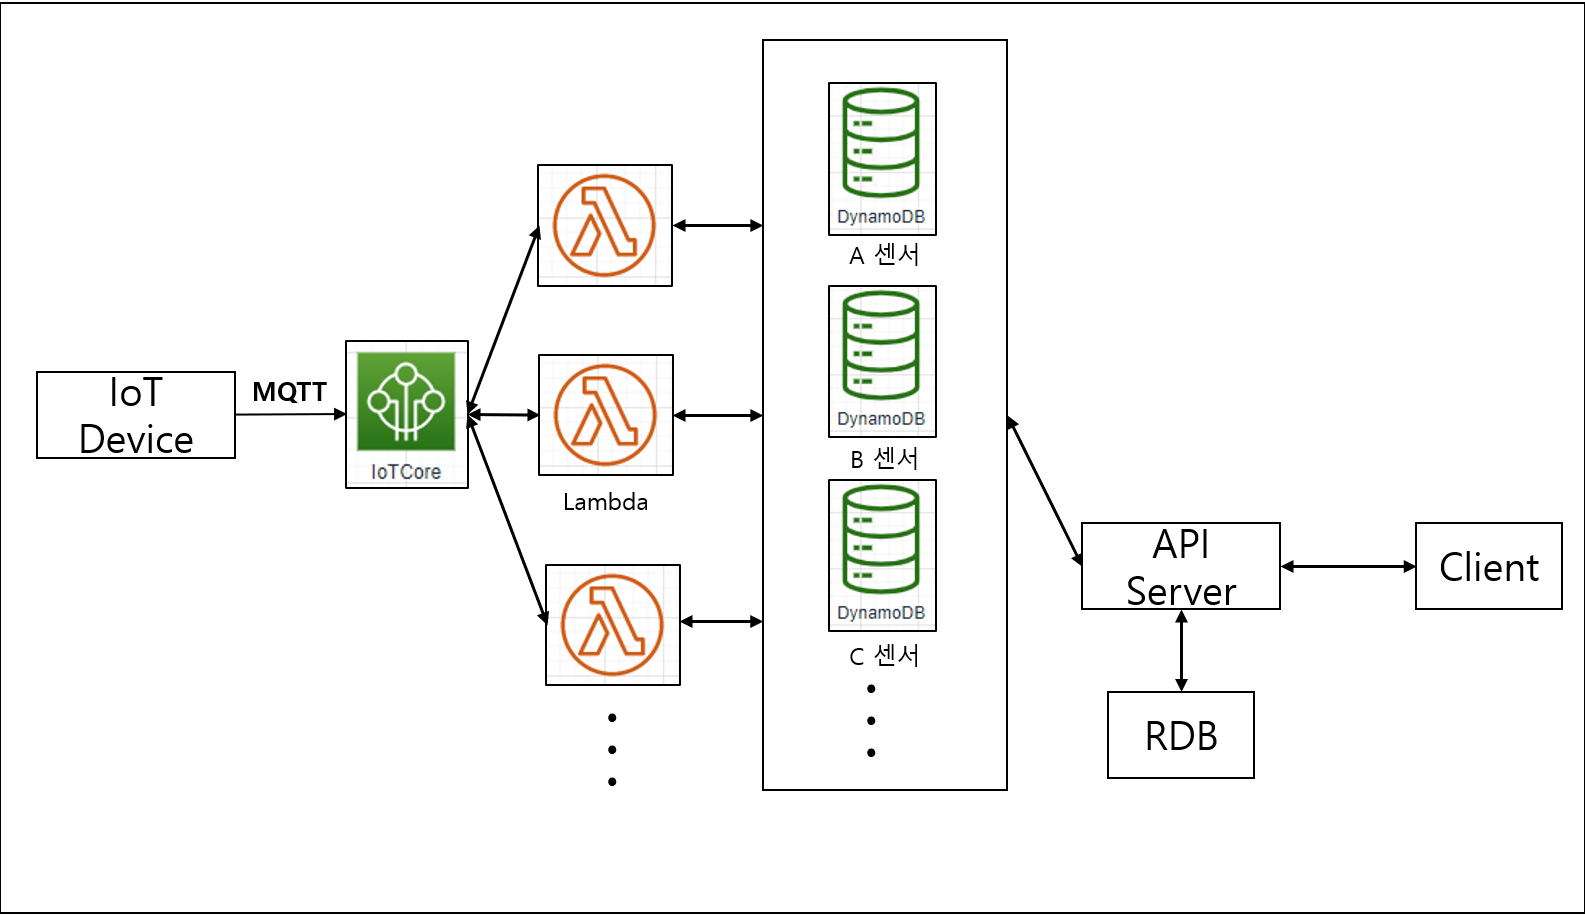 IoT
Device
MQTT
IoTCore
Lambda
DynamoDB
A 센서
DynamoDB
B 센서
DynamoDB
C 센서
API
Server
Client
RDB